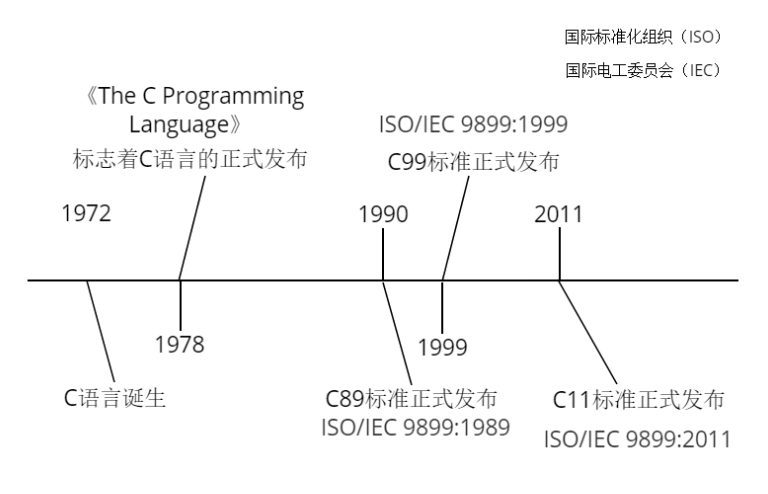 国际标准化组织（ISO）
国际电工委员会（IEC）
《The C Programming
Language》
标志着C语言的正式发布
ISO/IEC 9899:1999
C99标准正式发布
1972
1990
2011
1978
1999
C语言诞生
C89标准正式发布
ISO/IEC 9899:1989
C11标准正式发布
ISO/IEC 9899:2011